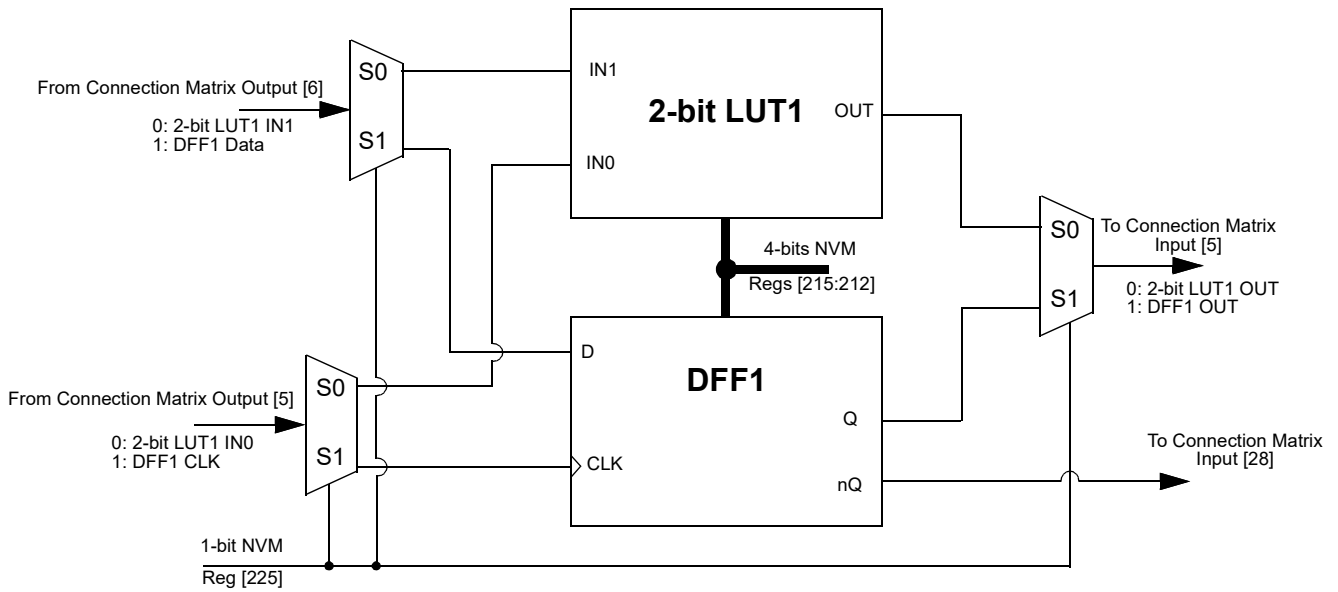 From Connection Matrix Output [6]
0: 2-bit LUT1 IN1
1: DFF1 Data
S0
S1
IN1
IN0
2-bit LUT1
OUT
4-bits NVM
Regs [215:212]
S0
S1
To Connection Matrix
Input [5]
0: 2-bit LUT1 OUT
1: DFF1 OUT
From Connection Matrix Output [5]
0: 2-bit LUT1 IN0
1: DFF1 CLK
S0
S1
D
CLK
DFF1
Q
nQ
To Connection Matrix
Input [28]
1-bit NVM
Reg [225]